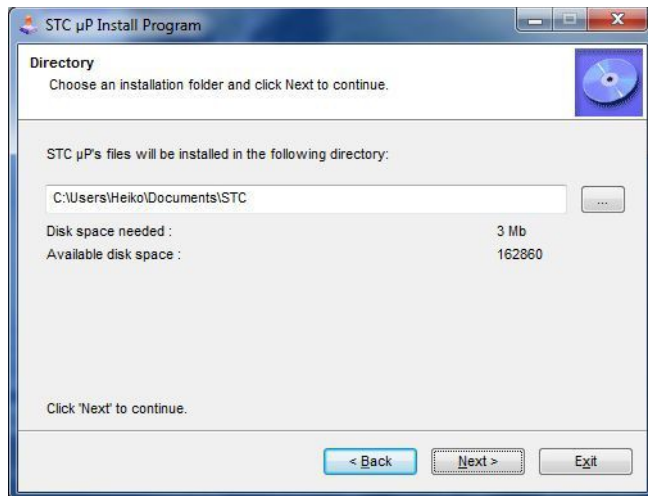 STC µP Install Program
Directory
Choose an installation folder and click Next to continue.
STC µP's files will be installed in the following directory:
C:\Users\Heiko\Documents\STC
...
Disk space needed : 3 Mb
Available disk space : 162860
Click 'Next' to continue.
< Back Next > Exit